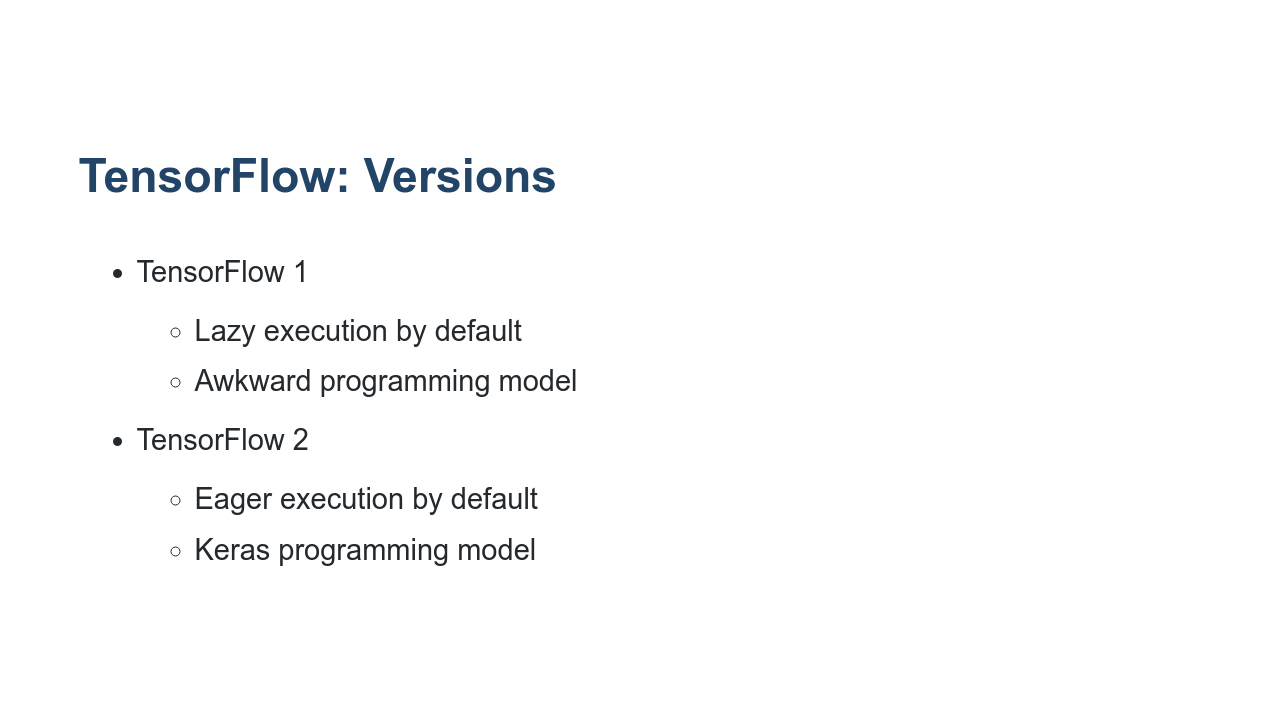 TensorFlow: Versions
• TensorFlow 1
◦ Lazy execution by default
◦ Awkward programming model
• TensorFlow 2
◦ Eager execution by default
◦ Keras programming model